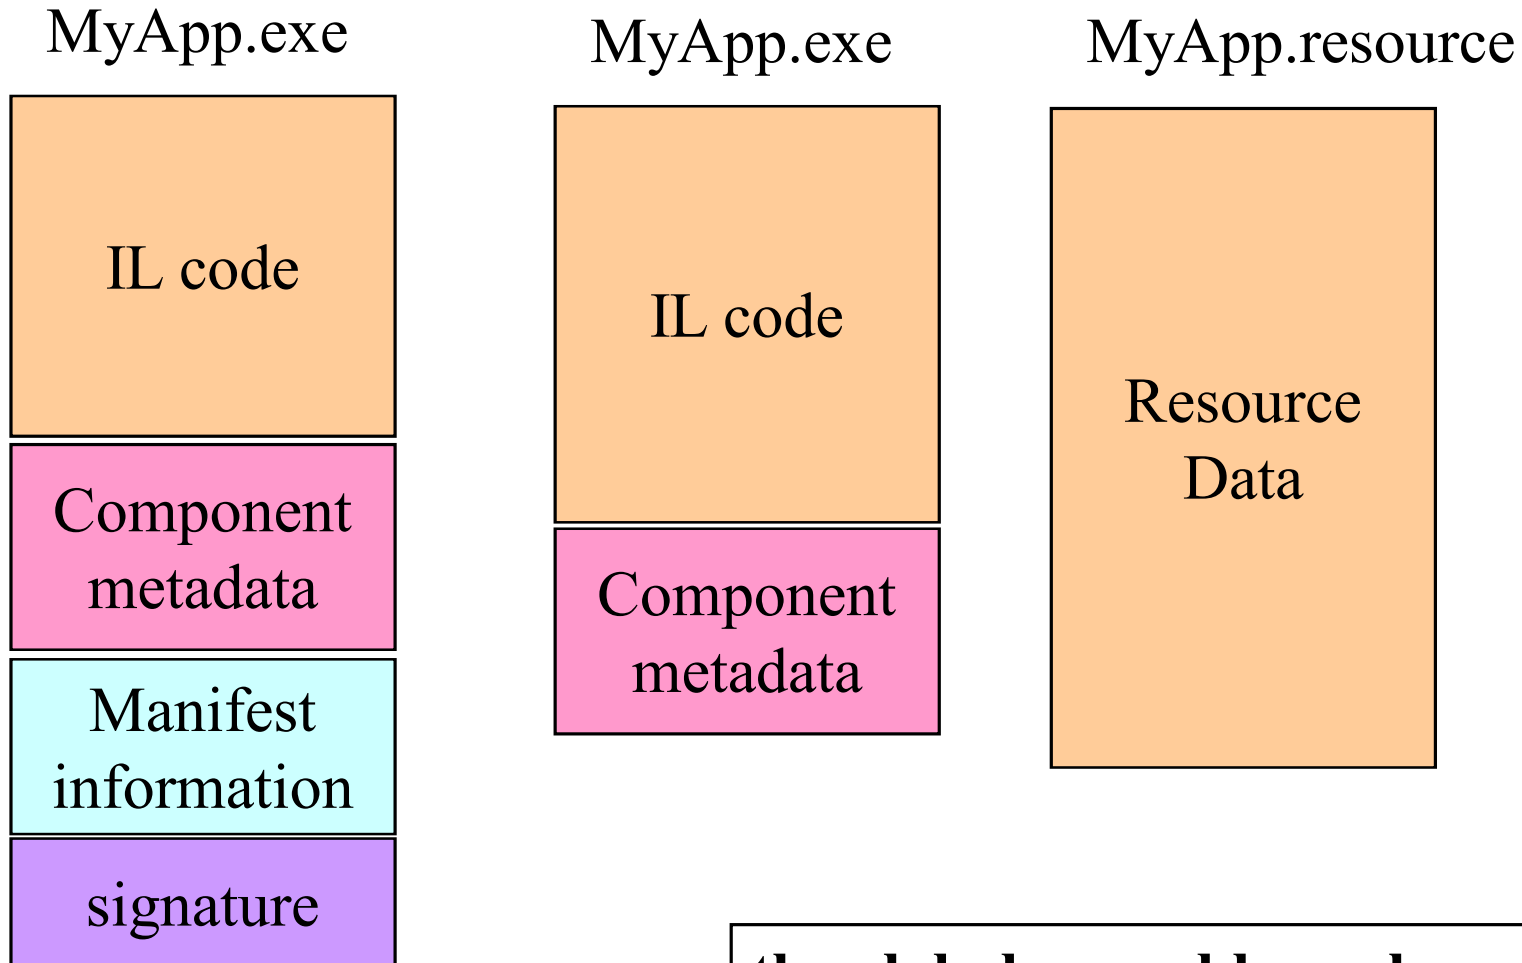 MyApp.exe
IL code
Component
metadata
Manifest
information
signature
MyApp.exe
IL code
Component
metadata
MyApp.resource
Resource
Data